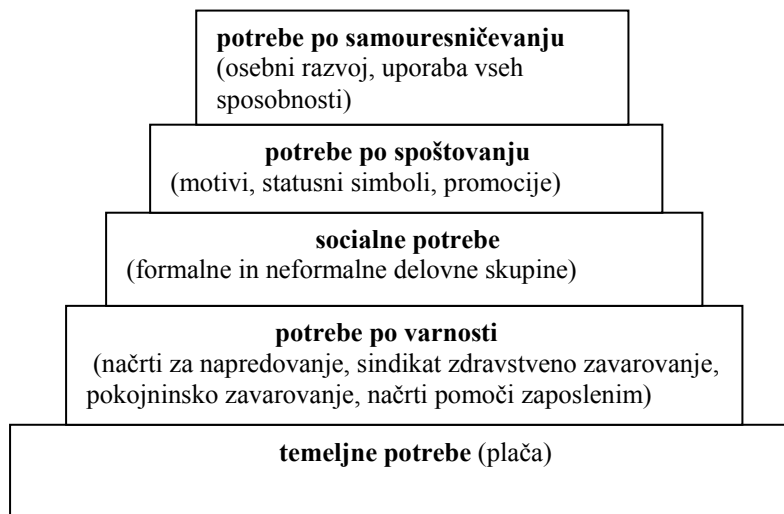 potrebe po samouresničevanju
(osebni razvoj, uporaba vseh
sposobnosti)
potrebe po spoštovanju
(motivi, statusni simboli, promocije)
socialne potrebe
(formalne in neformalne delovne skupine)
potrebe po varnosti
(načrti za napredovanje, sindikat zdravstveno zavarovanje,
pokojninsko zavarovanje, načrti pomoči zaposlenim)
temeljne potrebe (plača)